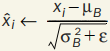 x̂ᵢ ← (xᵢ − μ_B) / √(σ_B² + ε)